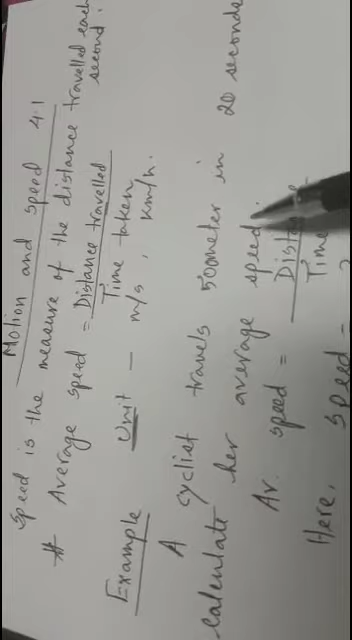 Motion and speed 4.1
Speed is the measure of the distance travelled each
second.
# Average speed = Distance travelled
Time taken
Unit – m/s, km/h.
Example
A cyclist travels 500meter in 20 seconds
calculate her average speed.
Av. speed = Distance
Time
Here, speed =